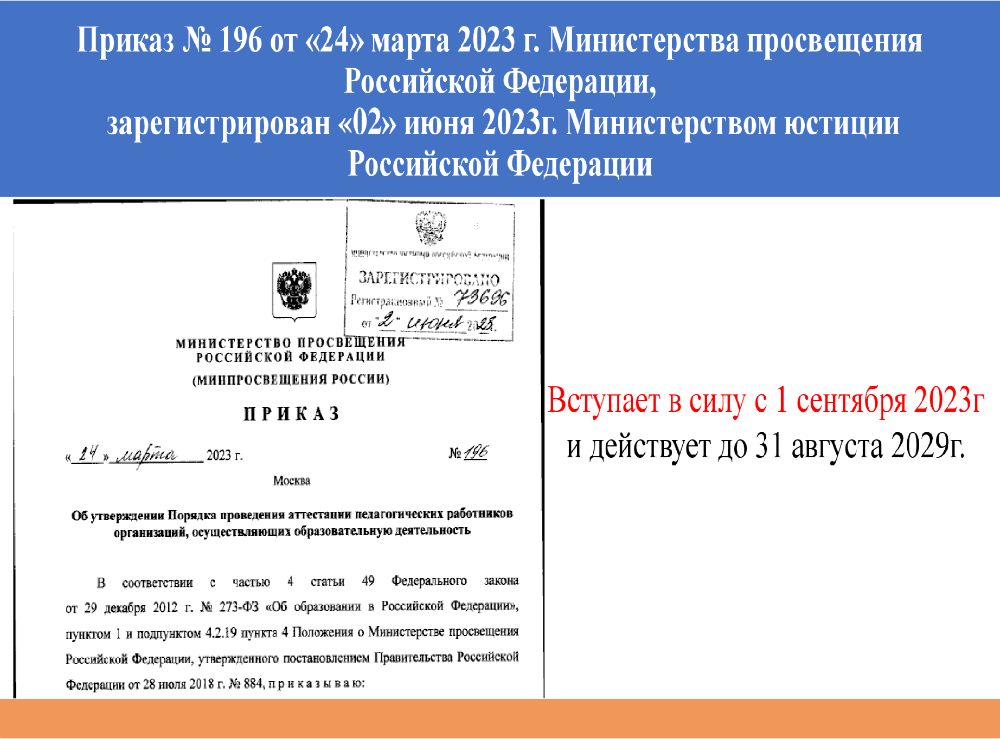 Приказ № 196 от «24» марта 2023 г. Министерства просвещения
Российской Федерации,
зарегистрирован «02» июня 2023г. Министерством юстиции
Российской Федерации
МИНИСТЕРСТВО ЮСТИЦИИ РОССИЙСКОЙ ФЕДЕРАЦИИ
ЗАРЕГИСТРИРОВАНО
Регистрационный № 73696
от "2" июня 2023г.
МИНИСТЕРСТВО ПРОСВЕЩЕНИЯ
РОССИЙСКОЙ ФЕДЕРАЦИИ
(МИНПРОСВЕЩЕНИЯ РОССИИ)
ПРИКАЗ
«24» марта 2023 г. № 196
Москва
Об утверждении Порядка проведения аттестации педагогических работников
организаций, осуществляющих образовательную деятельность
В соответствии с частью 4 статьи 49 Федерального закона
от 29 декабря 2012 г. № 273-ФЗ «Об образовании в Российской Федерации»,
пунктом 1 и подпунктом 4.2.19 пункта 4 Положения о Министерстве просвещения
Российской Федерации, утвержденного постановлением Правительства Российской
Федерации от 28 июля 2018 г. № 884, п р и к а з ы в а ю:
Вступает в силу с 1 сентября 2023г
и действует до 31 августа 2029г.